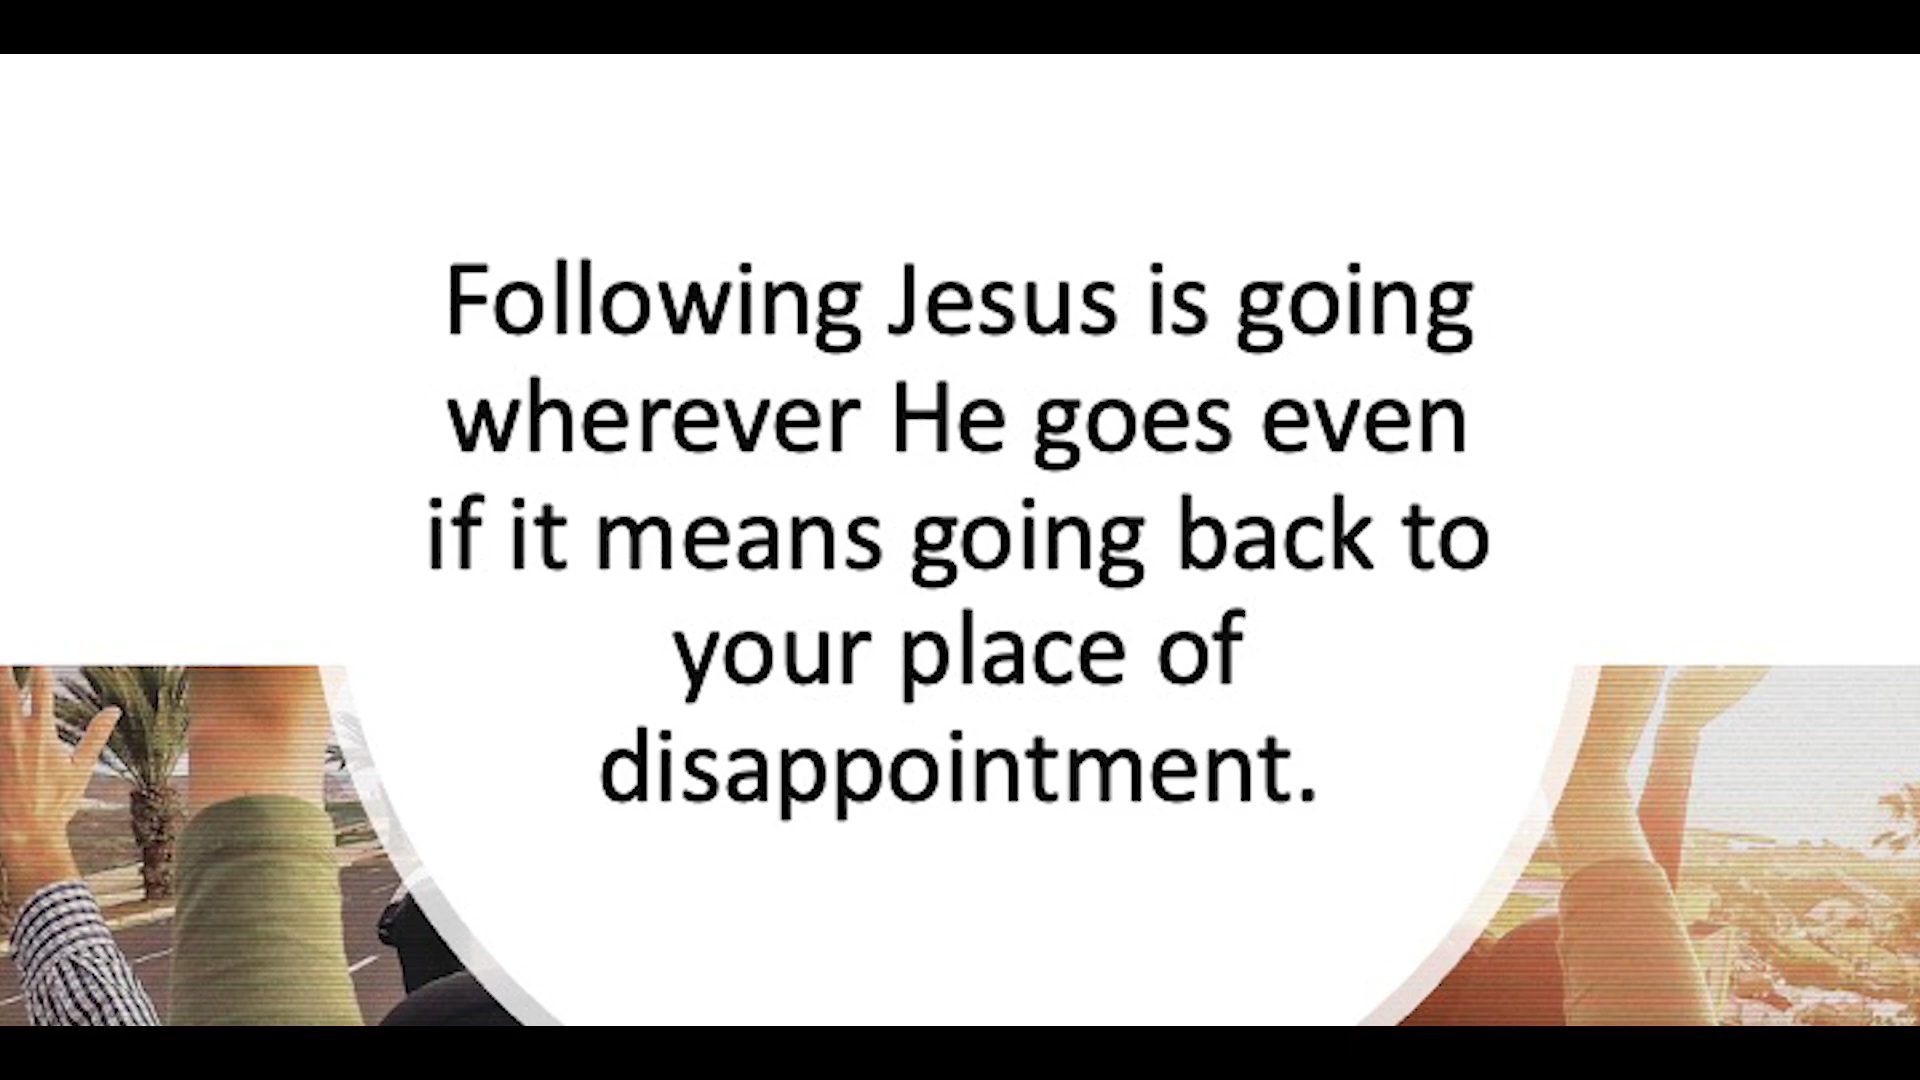 Following Jesus is going
wherever He goes even
if it means going back to
your place of
disappointment.